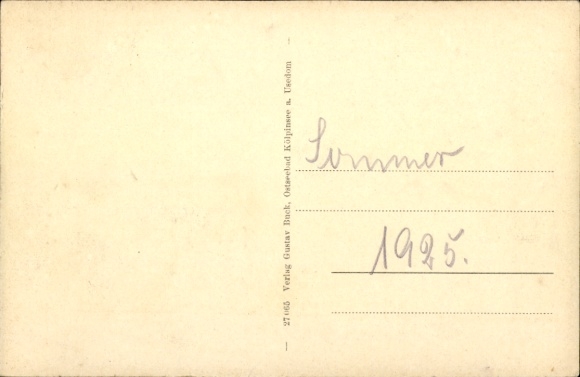 27065 Verlag Gustav Buck, Ostseebad Kölpinsee a. Usedom
Sommer
1925.